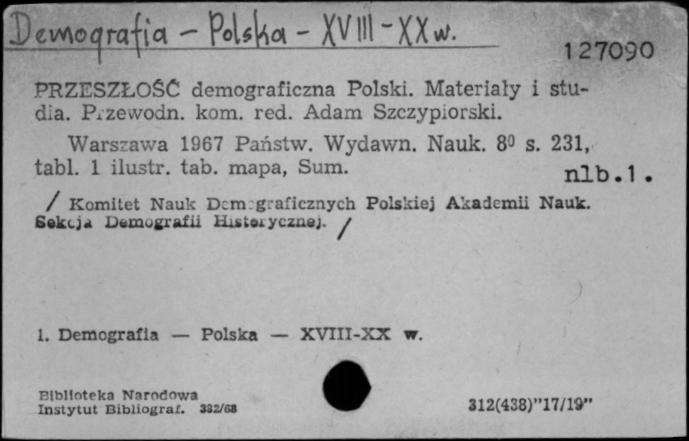 Demografia – Polska – XVIII – XX w.
127090
PRZESZŁOŚĆ demograficzna Polski. Materiały i stu-
dia. Przewodn. kom. red. Adam Szczypiorski.
Warszawa 1967 Państw. Wydawn. Nauk. 8⁰ s. 231,
tabl. 1 ilustr. tab. mapa, Sum.
nlb.1.
/ Komitet Nauk Demograficznych Polskiej Akademii Nauk.
Sekcja Demografii Historycznej. /
1. Demografia — Polska — XVIII-XX w.
Biblioteka Narodowa
Instytut Bibliograf. 332/68
312(438)"17/19"